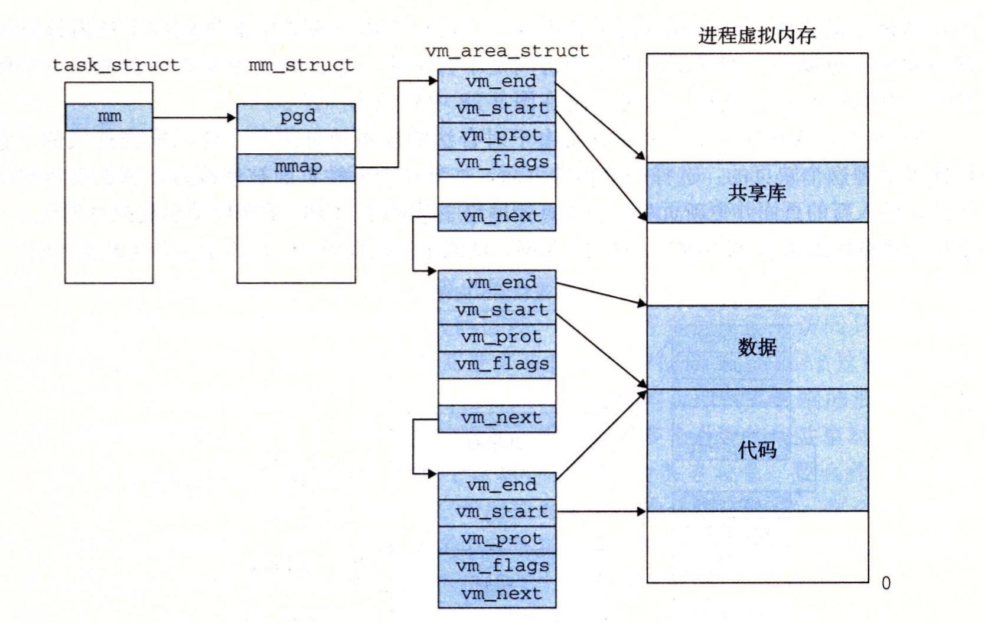 task_struct
mm
mm_struct
pgd
mmap
vm_area_struct
vm_end
vm_start
vm_prot
vm_flags
vm_next
vm_end
vm_start
vm_prot
vm_flags
vm_next
vm_end
vm_start
vm_prot
vm_flags
vm_next
进程虚拟内存
共享库
数据
代码
0